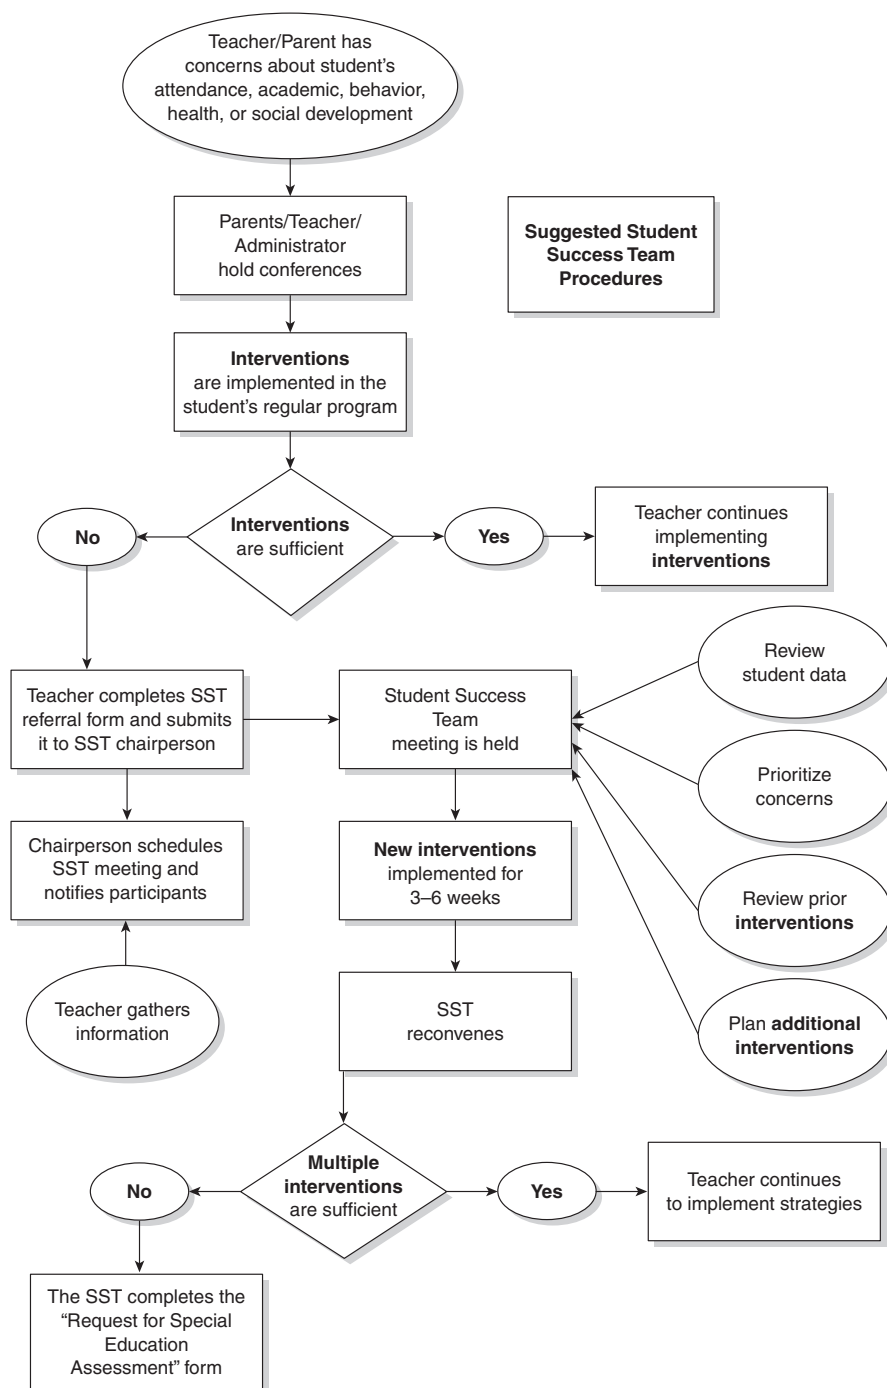 Teacher/Parent has
concerns about student's
attendance, academic, behavior,
health, or social development
Parents/Teacher/
Administrator
hold conferences
Suggested Student
Success Team
Procedures
Interventions
are implemented in the
student's regular program
Interventions
are sufficient
No
Yes
Teacher continues
implementing
interventions
Teacher completes SST
referral form and submits
it to SST chairperson
Student Success
Team
meeting is held
Review
student data
Prioritize
concerns
Chairperson schedules
SST meeting and
notifies participants
New interventions
implemented for
3–6 weeks
Review prior
interventions
Teacher gathers
information
SST
reconvenes
Plan additional
interventions
Multiple
interventions
are sufficient
No
Yes
Teacher continues
to implement strategies
The SST completes the
“Request for Special
Education
Assessment” form